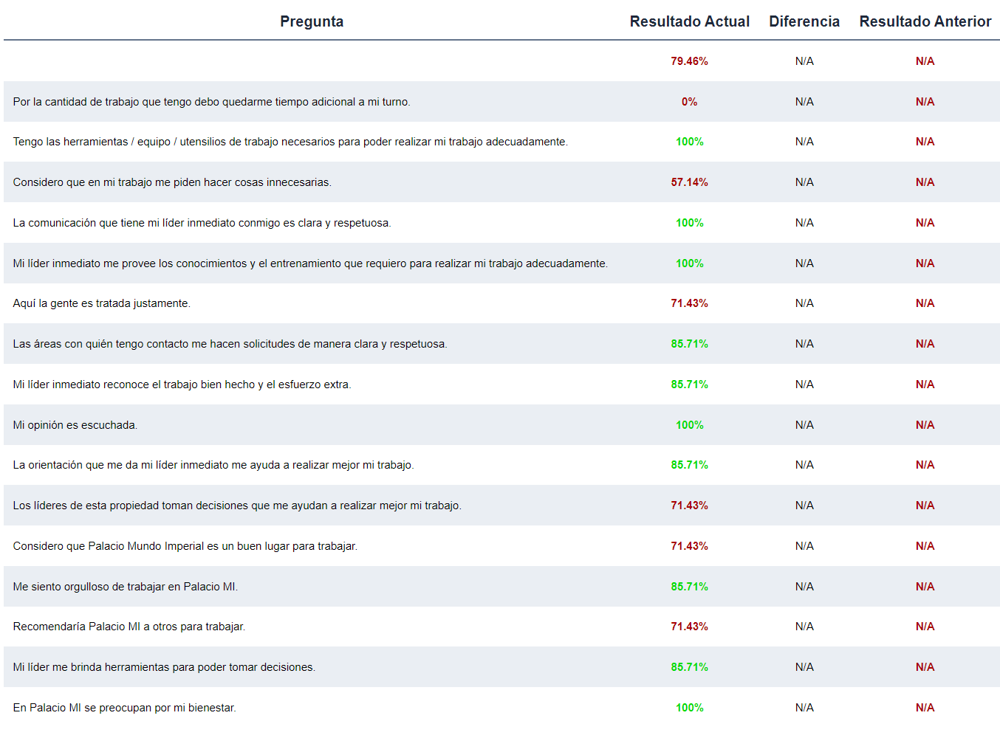 Pregunta Resultado Actual Diferencia Resultado Anterior
79.46% N/A N/A
Por la cantidad de trabajo que tengo debo quedarme tiempo adicional a mi turno. 0% N/A N/A
Tengo las herramientas / equipo / utensilios de trabajo necesarios para poder realizar mi trabajo adecuadamente. 100% N/A N/A
Considero que en mi trabajo me piden hacer cosas innecesarias. 57.14% N/A N/A
La comunicación que tiene mi líder inmediato conmigo es clara y respetuosa. 100% N/A N/A
Mi líder inmediato me provee los conocimientos y el entrenamiento que requiero para realizar mi trabajo adecuadamente. 100% N/A N/A
Aquí la gente es tratada justamente. 71.43% N/A N/A
Las áreas con quién tengo contacto me hacen solicitudes de manera clara y respetuosa. 85.71% N/A N/A
Mi líder inmediato reconoce el trabajo bien hecho y el esfuerzo extra. 85.71% N/A N/A
Mi opinión es escuchada. 100% N/A N/A
La orientación que me da mi líder inmediato me ayuda a realizar mejor mi trabajo. 85.71% N/A N/A
Los líderes de esta propiedad toman decisiones que me ayudan a realizar mejor mi trabajo. 71.43% N/A N/A
Considero que Palacio Mundo Imperial es un buen lugar para trabajar. 71.43% N/A N/A
Me siento orgulloso de trabajar en Palacio MI. 85.71% N/A N/A
Recomendaría Palacio MI a otros para trabajar. 71.43% N/A N/A
Mi líder me brinda herramientas para poder tomar decisiones. 85.71% N/A N/A
En Palacio MI se preocupan por mi bienestar. 100% N/A N/A